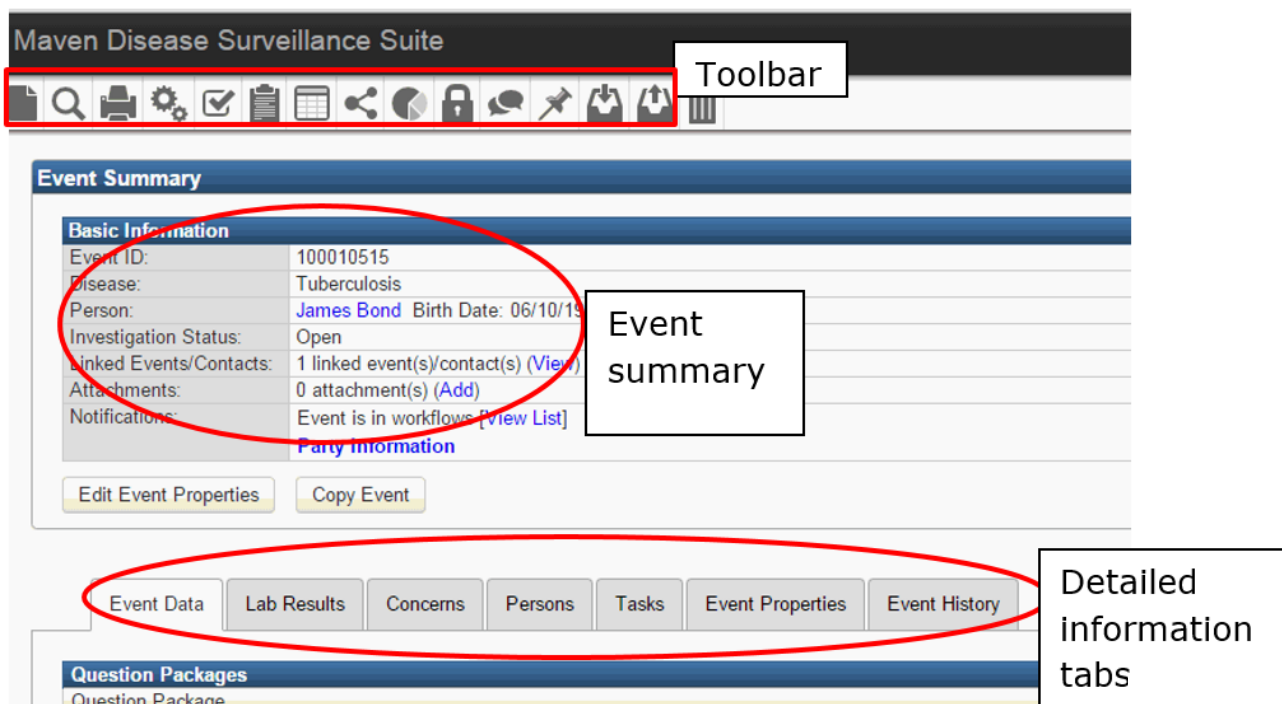 Maven Disease Surveillance Suite
Toolbar
Event Summary
Basic Information
Event ID: 100010515
Disease: Tuberculosis
Person: James Bond Birth Date: 06/10/19
Investigation Status: Open
Linked Events/Contacts: 1 linked event(s)/contact(s) (View)
Attachments: 0 attachment(s) (Add)
Notifications: Event is in workflows [View List]
Party Information
Event
summary
Edit Event Properties Copy Event
Event Data Lab Results Concerns Persons Tasks Event Properties Event History
Detailed
information
tabs
Question Packages
Question Package